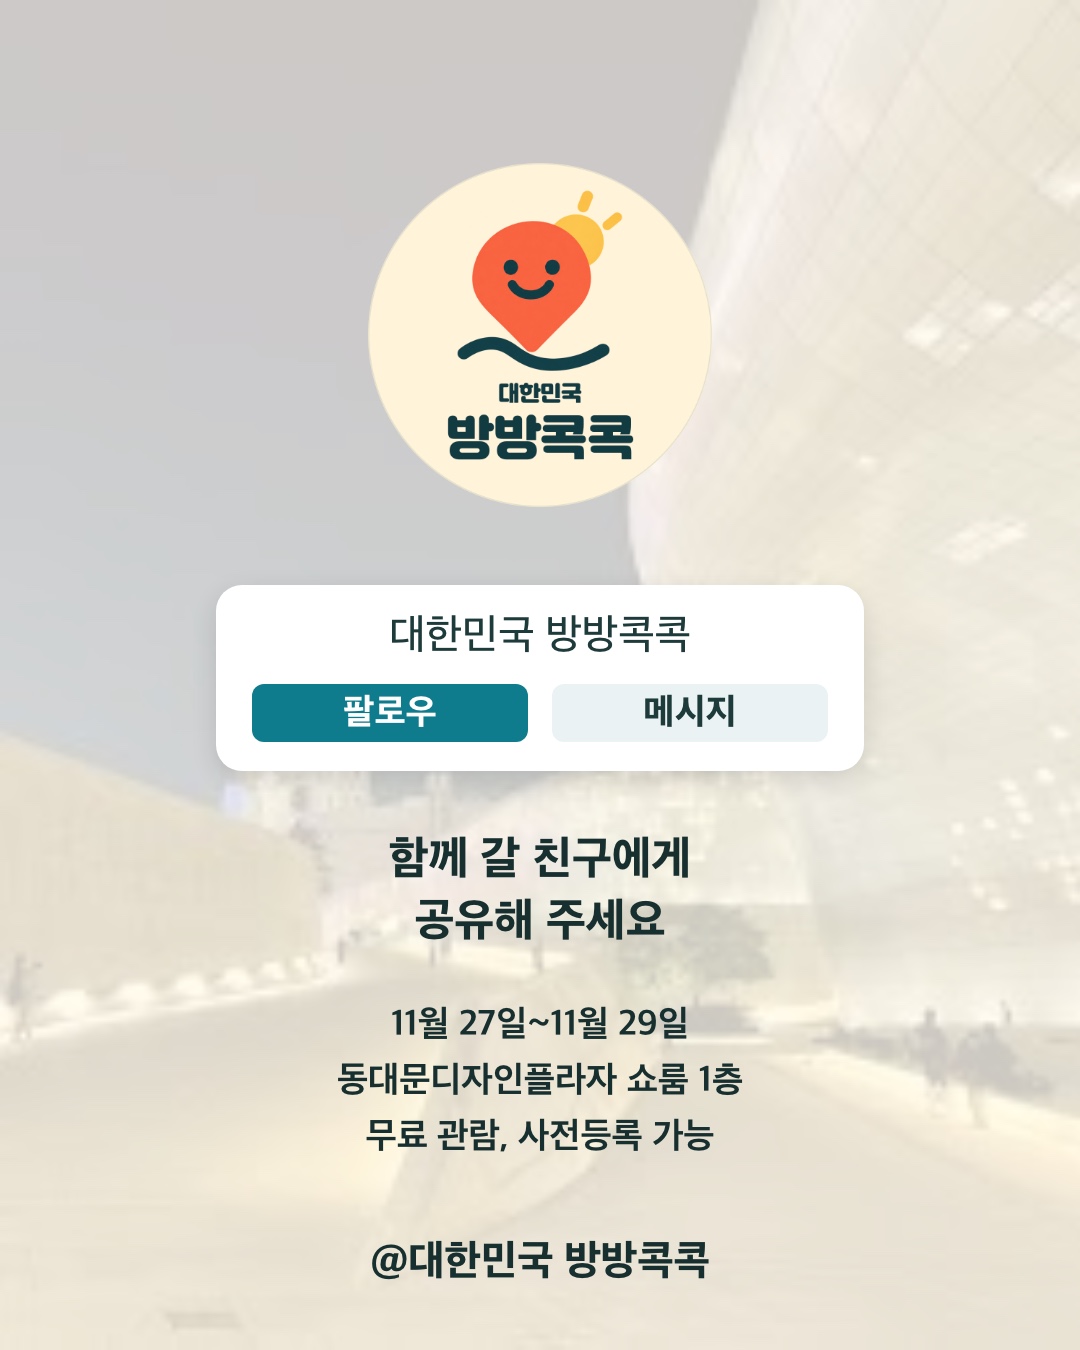 대한민국
방방콕콕
대한민국 방방콕콕
팔로우
메시지
함께 갈 친구에게
공유해 주세요
11월 27일~11월 29일
동대문디자인플라자 쇼룸 1층
무료 관람, 사전등록 가능
@대한민국 방방콕콕